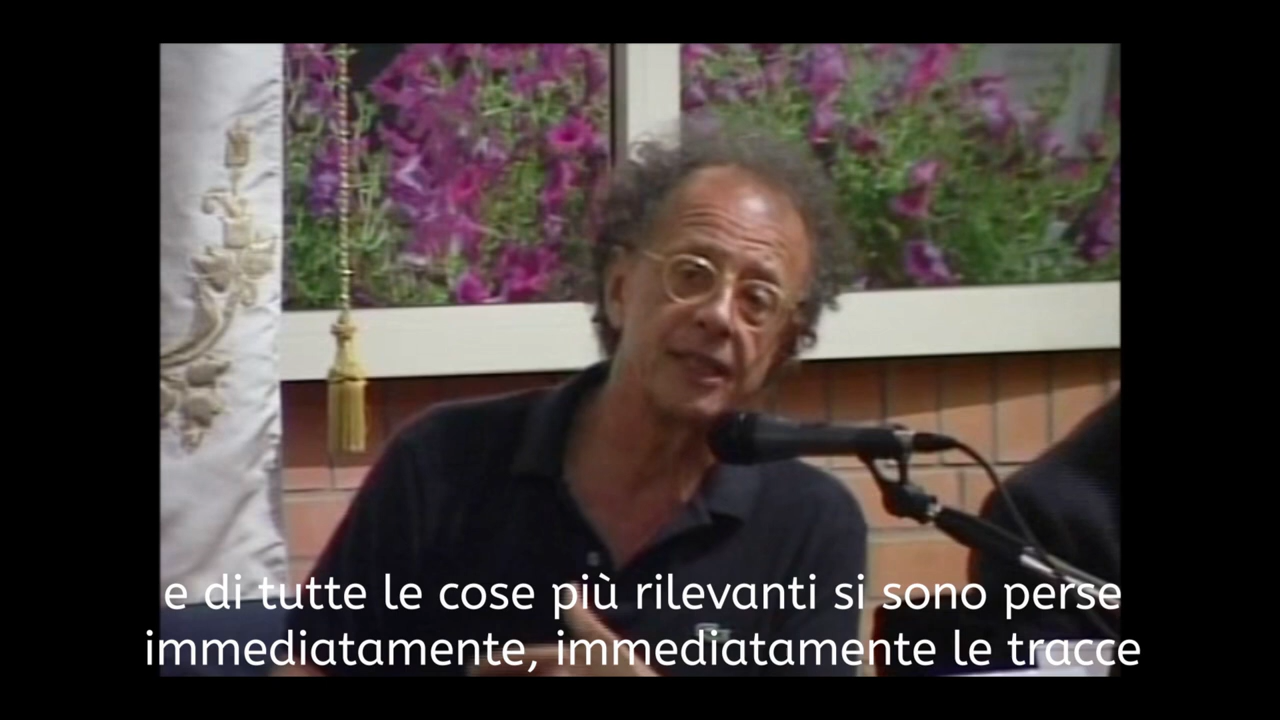 e di tutte le cose più rilevanti si sono perse
immediatamente, immediatamente le tracce